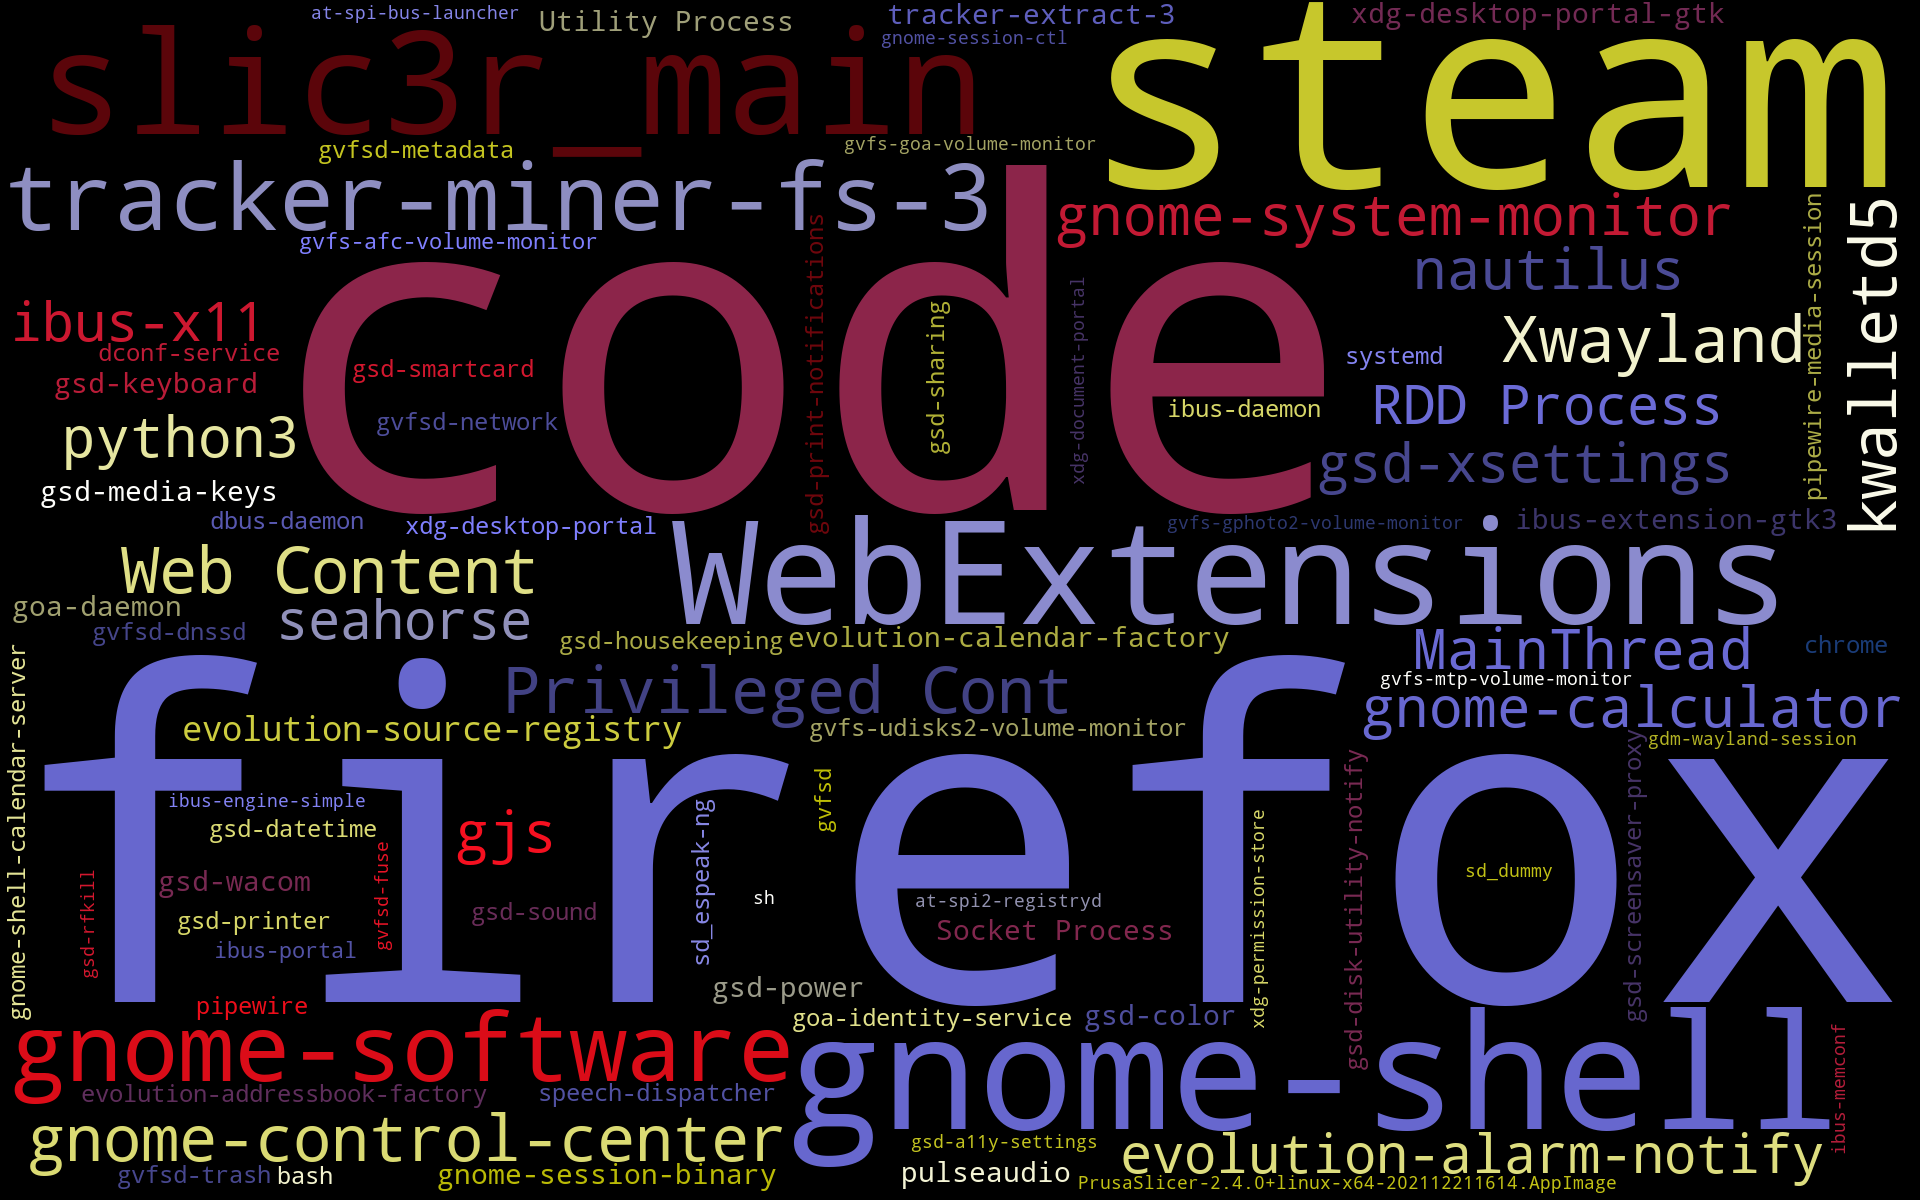 at-spi-bus-launcher
Utility Process
tracker-extract-3
xdg-desktop-portal-gtk
gnome-session-ctl
slic3r_main
steam
gvfsd-metadata
gvfs-goa-volume-monitor
tracker-miner-fs-3
gnome-system-monitor
gvfs-afc-volume-monitor
gsd-print-notifications
pipewire-media-session
kwalletd5
nautilus
code
ibus-x11
dconf-service
gsd-smartcard
gsd-sharing
xdg-document-portal
systemd
Xwayland
gsd-keyboard
gvfsd-network
ibus-daemon
RDD Process
python3
gsd-xsettings
gsd-media-keys
dbus-daemon
xdg-desktop-portal
gvfs-gphoto2-volume-monitor
ibus-extension-gtk3
Web Content
WebExtensions
goa-daemon
seahorse
gvfsd-dnssd
gsd-housekeeping
evolution-calendar-factory
MainThread
chrome
gnome-shell-calendar-server
Privileged Cont
gvfs-mtp-volume-monitor
gnome-calculator
evolution-source-registry
gvfs-udisks2-volume-monitor
gdm-wayland-session
firefox
ibus-engine-simple
gsd-datetime
gjs
sd_espeak-ng
gvfsd
xdg-permission-store
gsd-disk-utility-notify
gsd-screensaver-proxy
sd_dummy
gsd-rfkill
gsd-wacom
gvfsd-fuse
gsd-sound
sh
at-spi2-registryd
gsd-printer
Socket Process
ibus-portal
gsd-power
pipewire
goa-identity-service
gsd-color
gnome-software
gnome-shell
ibus-memconf
evolution-addressbook-factory
speech-dispatcher
gnome-control-center
gsd-a11y-settings
evolution-alarm-notify
gvfsd-trash
bash
gnome-session-binary
pulseaudio
PrusaSlicer-2.4.0+linux-x64-202112211614.AppImage